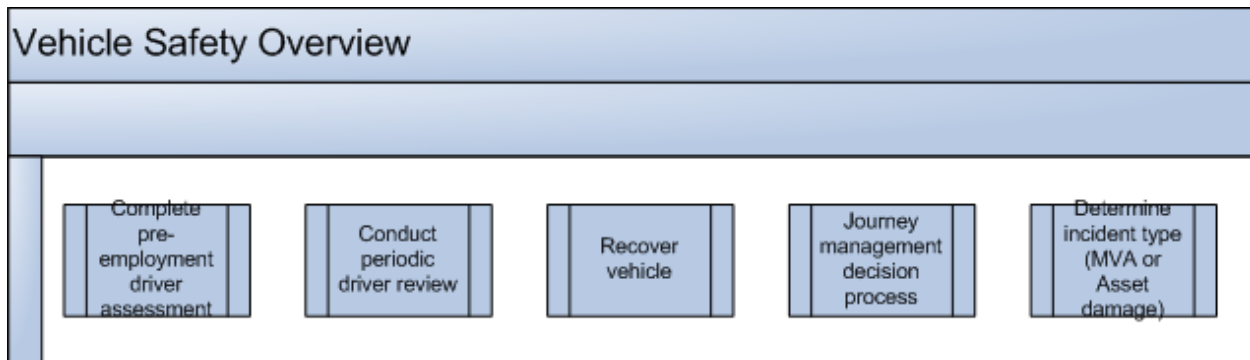 Vehicle Safety Overview
Complete
pre-
employment
driver
assessment
Conduct
periodic
driver review
Recover
vehicle
Journey
management
decision
process
Determine
incident type
(MVA or
Asset
damage)